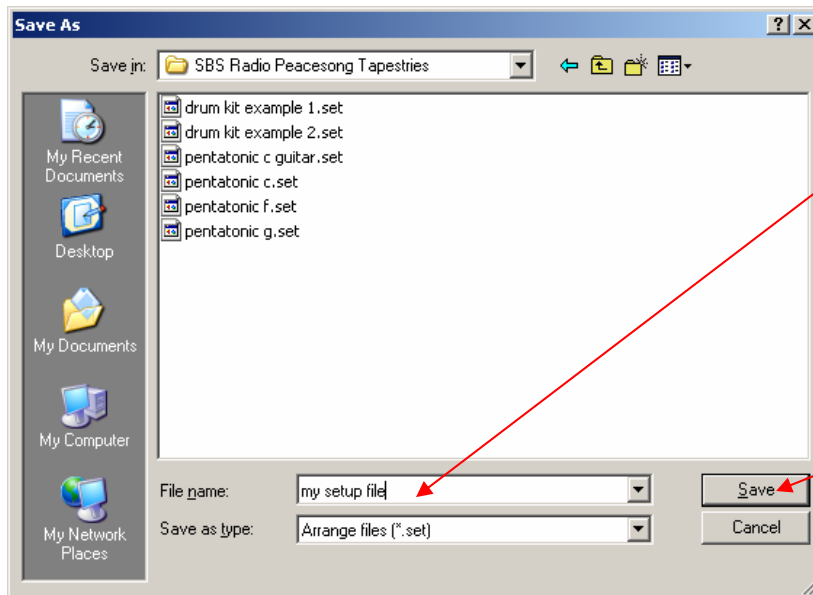 Save As
Save in: SBS Radio Peacesong Tapestries
drum kit example 1.set
drum kit example 2.set
pentatonic c guitar.set
pentatonic c.set
pentatonic f.set
pentatonic g.set
My Recent
Documents
Desktop
My Documents
My Computer
My Network
Places
File name: my setup file Save
Save as type: Arrange files (*.set) Cancel